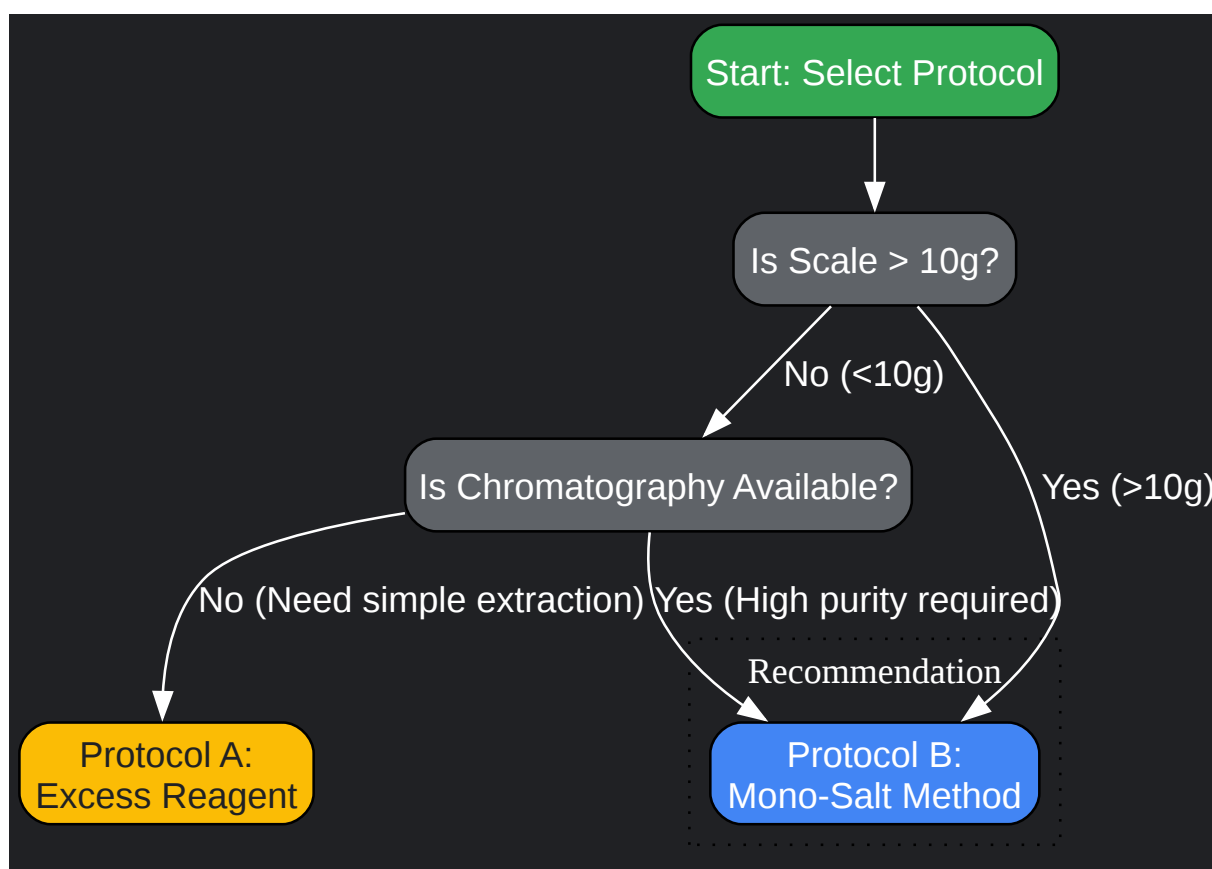 Start: Select Protocol
Is Scale > 10g?
No (<10g)
Is Chromatography Available?
Yes (>10g)
No (Need simple extraction)
Yes (High purity required)
Recommendation
Protocol A:
Excess Reagent
Protocol B:
Mono-Salt Method